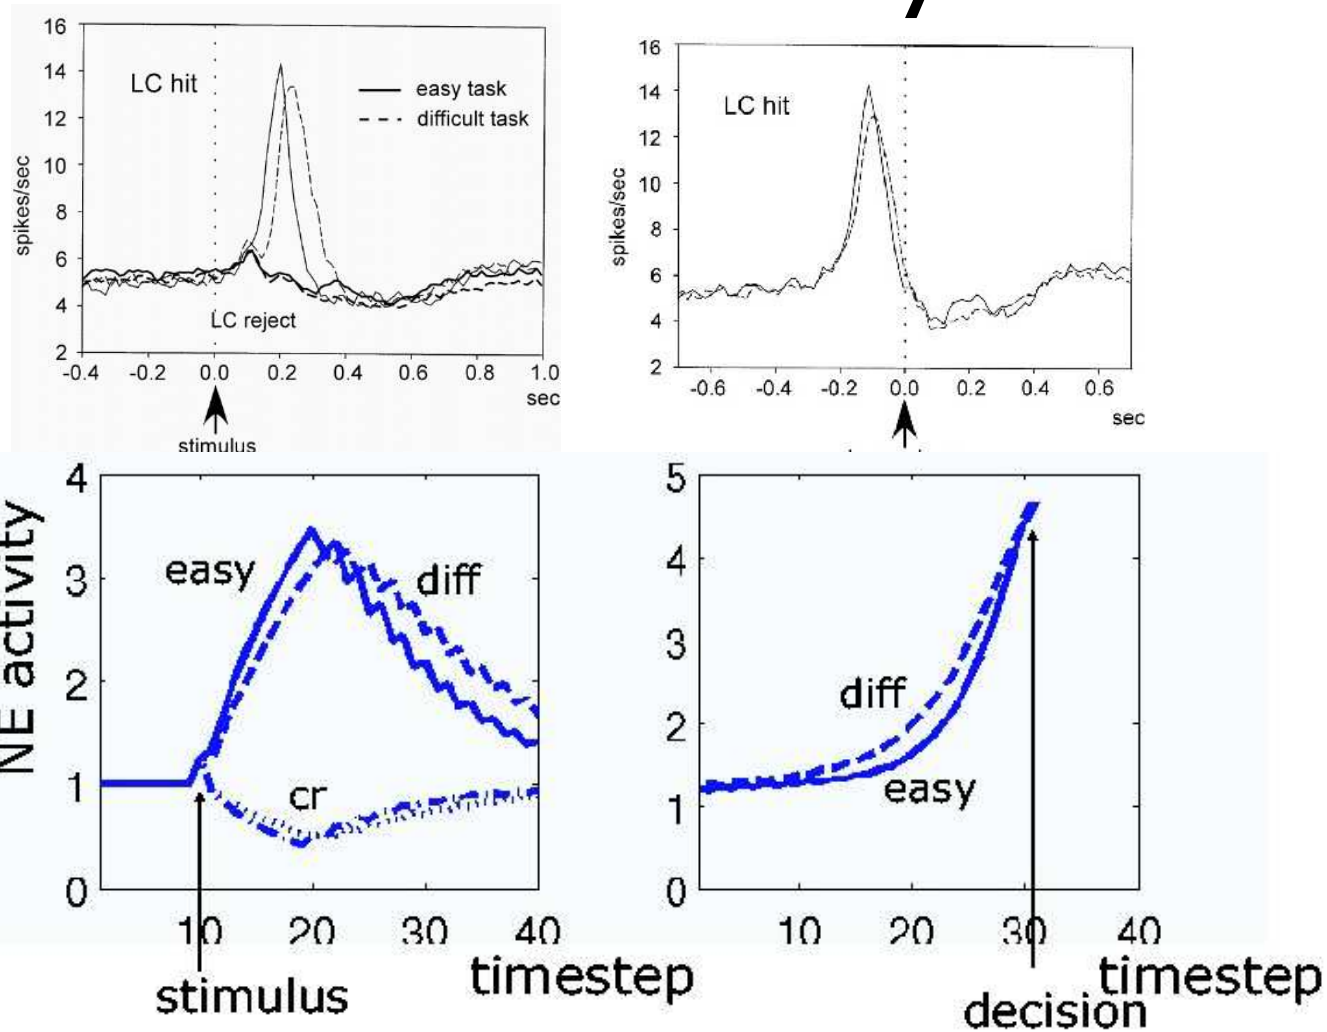 16
14
12
10
8
6
4
2
spikes/sec
LC hit
easy task
difficult task
LC reject
-0.4 -0.2 0.0 0.2 0.4 0.6 0.8 1.0
sec
stimulus
16
14
12
10
8
6
4
2
spikes/sec
LC hit
-0.6 -0.4 -0.2 0.0 0.2 0.4 0.6
sec
4
3
2
1
0
NE activity
easy
diff
cr
10 20 30 40
timestep
stimulus
5
4
3
2
1
0
diff
easy
10 20 30 40
timestep
decision